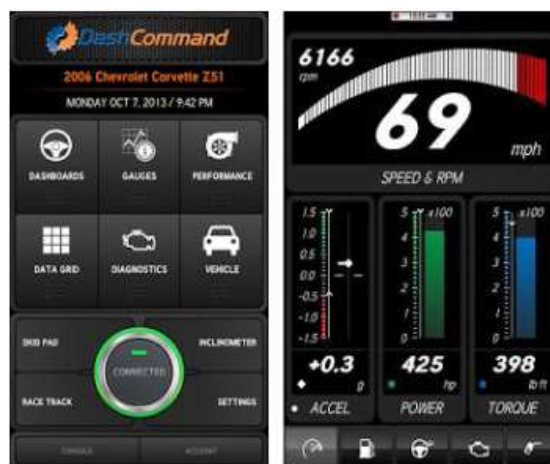 DashCommand
2006 Chevrolet Corvette Z51
MONDAY OCT 7, 2013 / 9:42 PM
DASHBOARDS GAUGES PERFORMANCE
DATA GRID DIAGNOSTICS VEHICLE
SKID PAD INCLINOMETER
CONNECTED
RACE TRACK SETTINGS
CONSOLE ACCOUNT
6166
rpm
69
mph
SPEED & RPM
1.5 5 x100 5 x100
1.0 4 4
0.5 3 3
0.0
-0.5 2 2
-1.0 1 1
-1.5 0 0
+0.3 425 398
g hp lb·ft
ACCEL POWER TORQUE